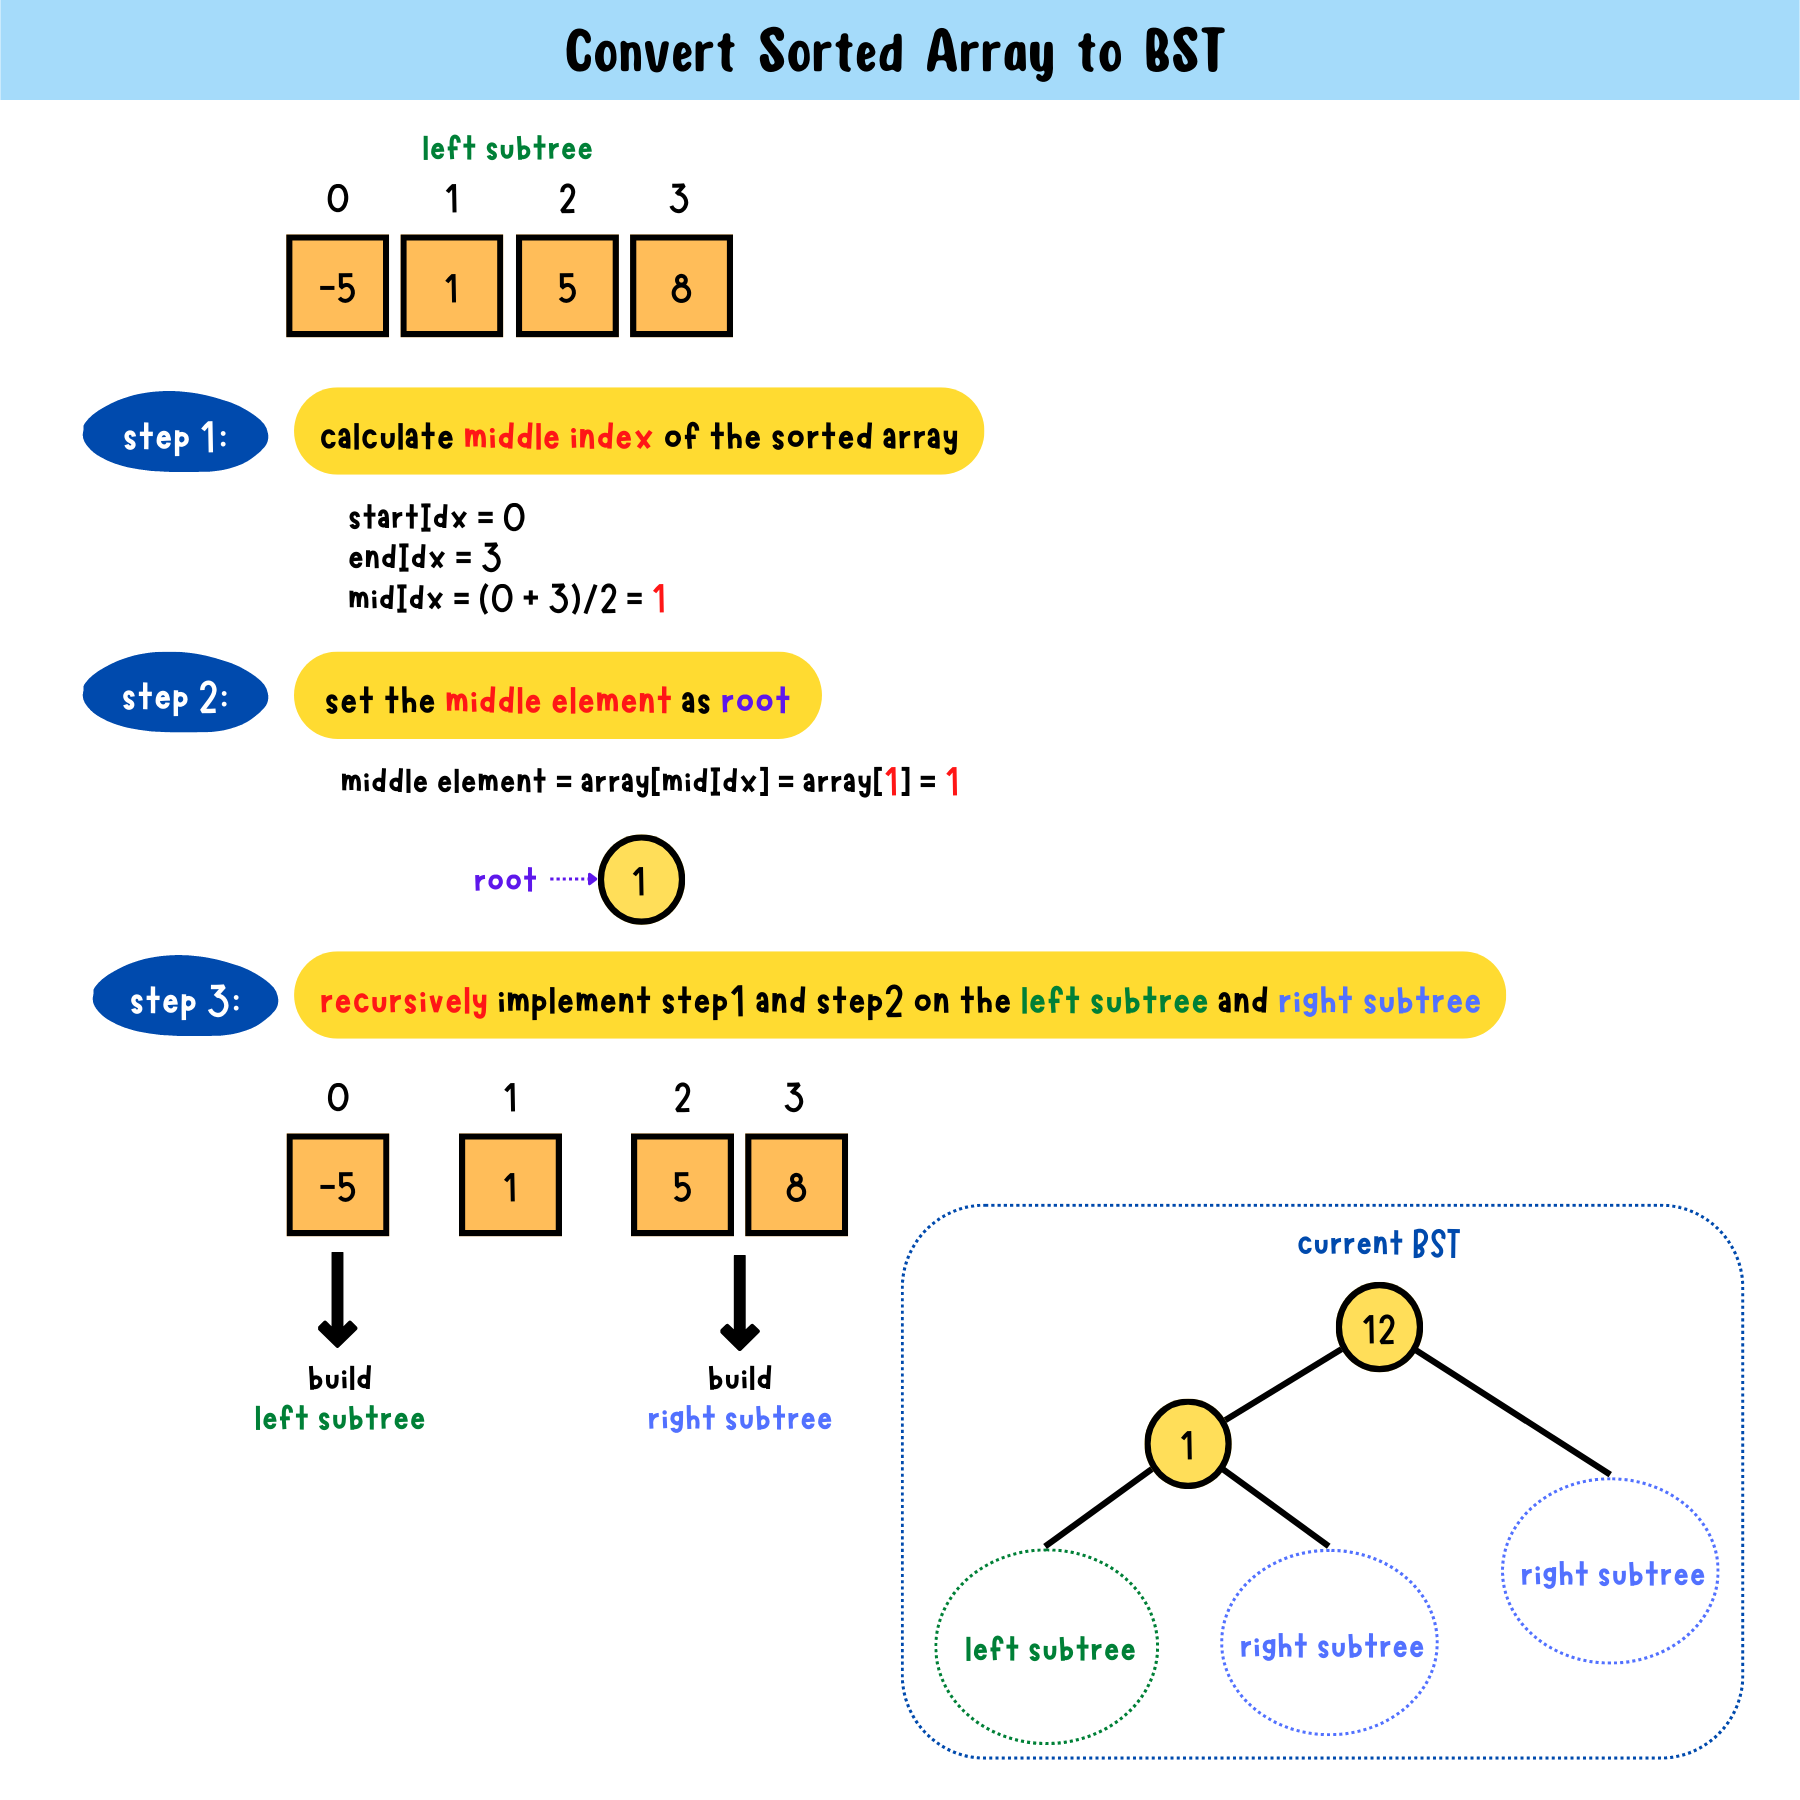 Convert Sorted Array to BST
left subtree
0 1 2 3
-5 1 5 8
step 1: calculate middle index of the sorted array
startIdx = 0
endIdx = 3
midIdx = (0 + 3)/2 = 1
step 2: set the middle element as root
middle element = array[midIdx] = array[1] = 1
root 1
step 3: recursively implement step1 and step2 on the left subtree and right subtree
0 1 2 3
-5 1 5 8
build
left subtree
build
right subtree
current BST
12
1
right subtree
left subtree
right subtree